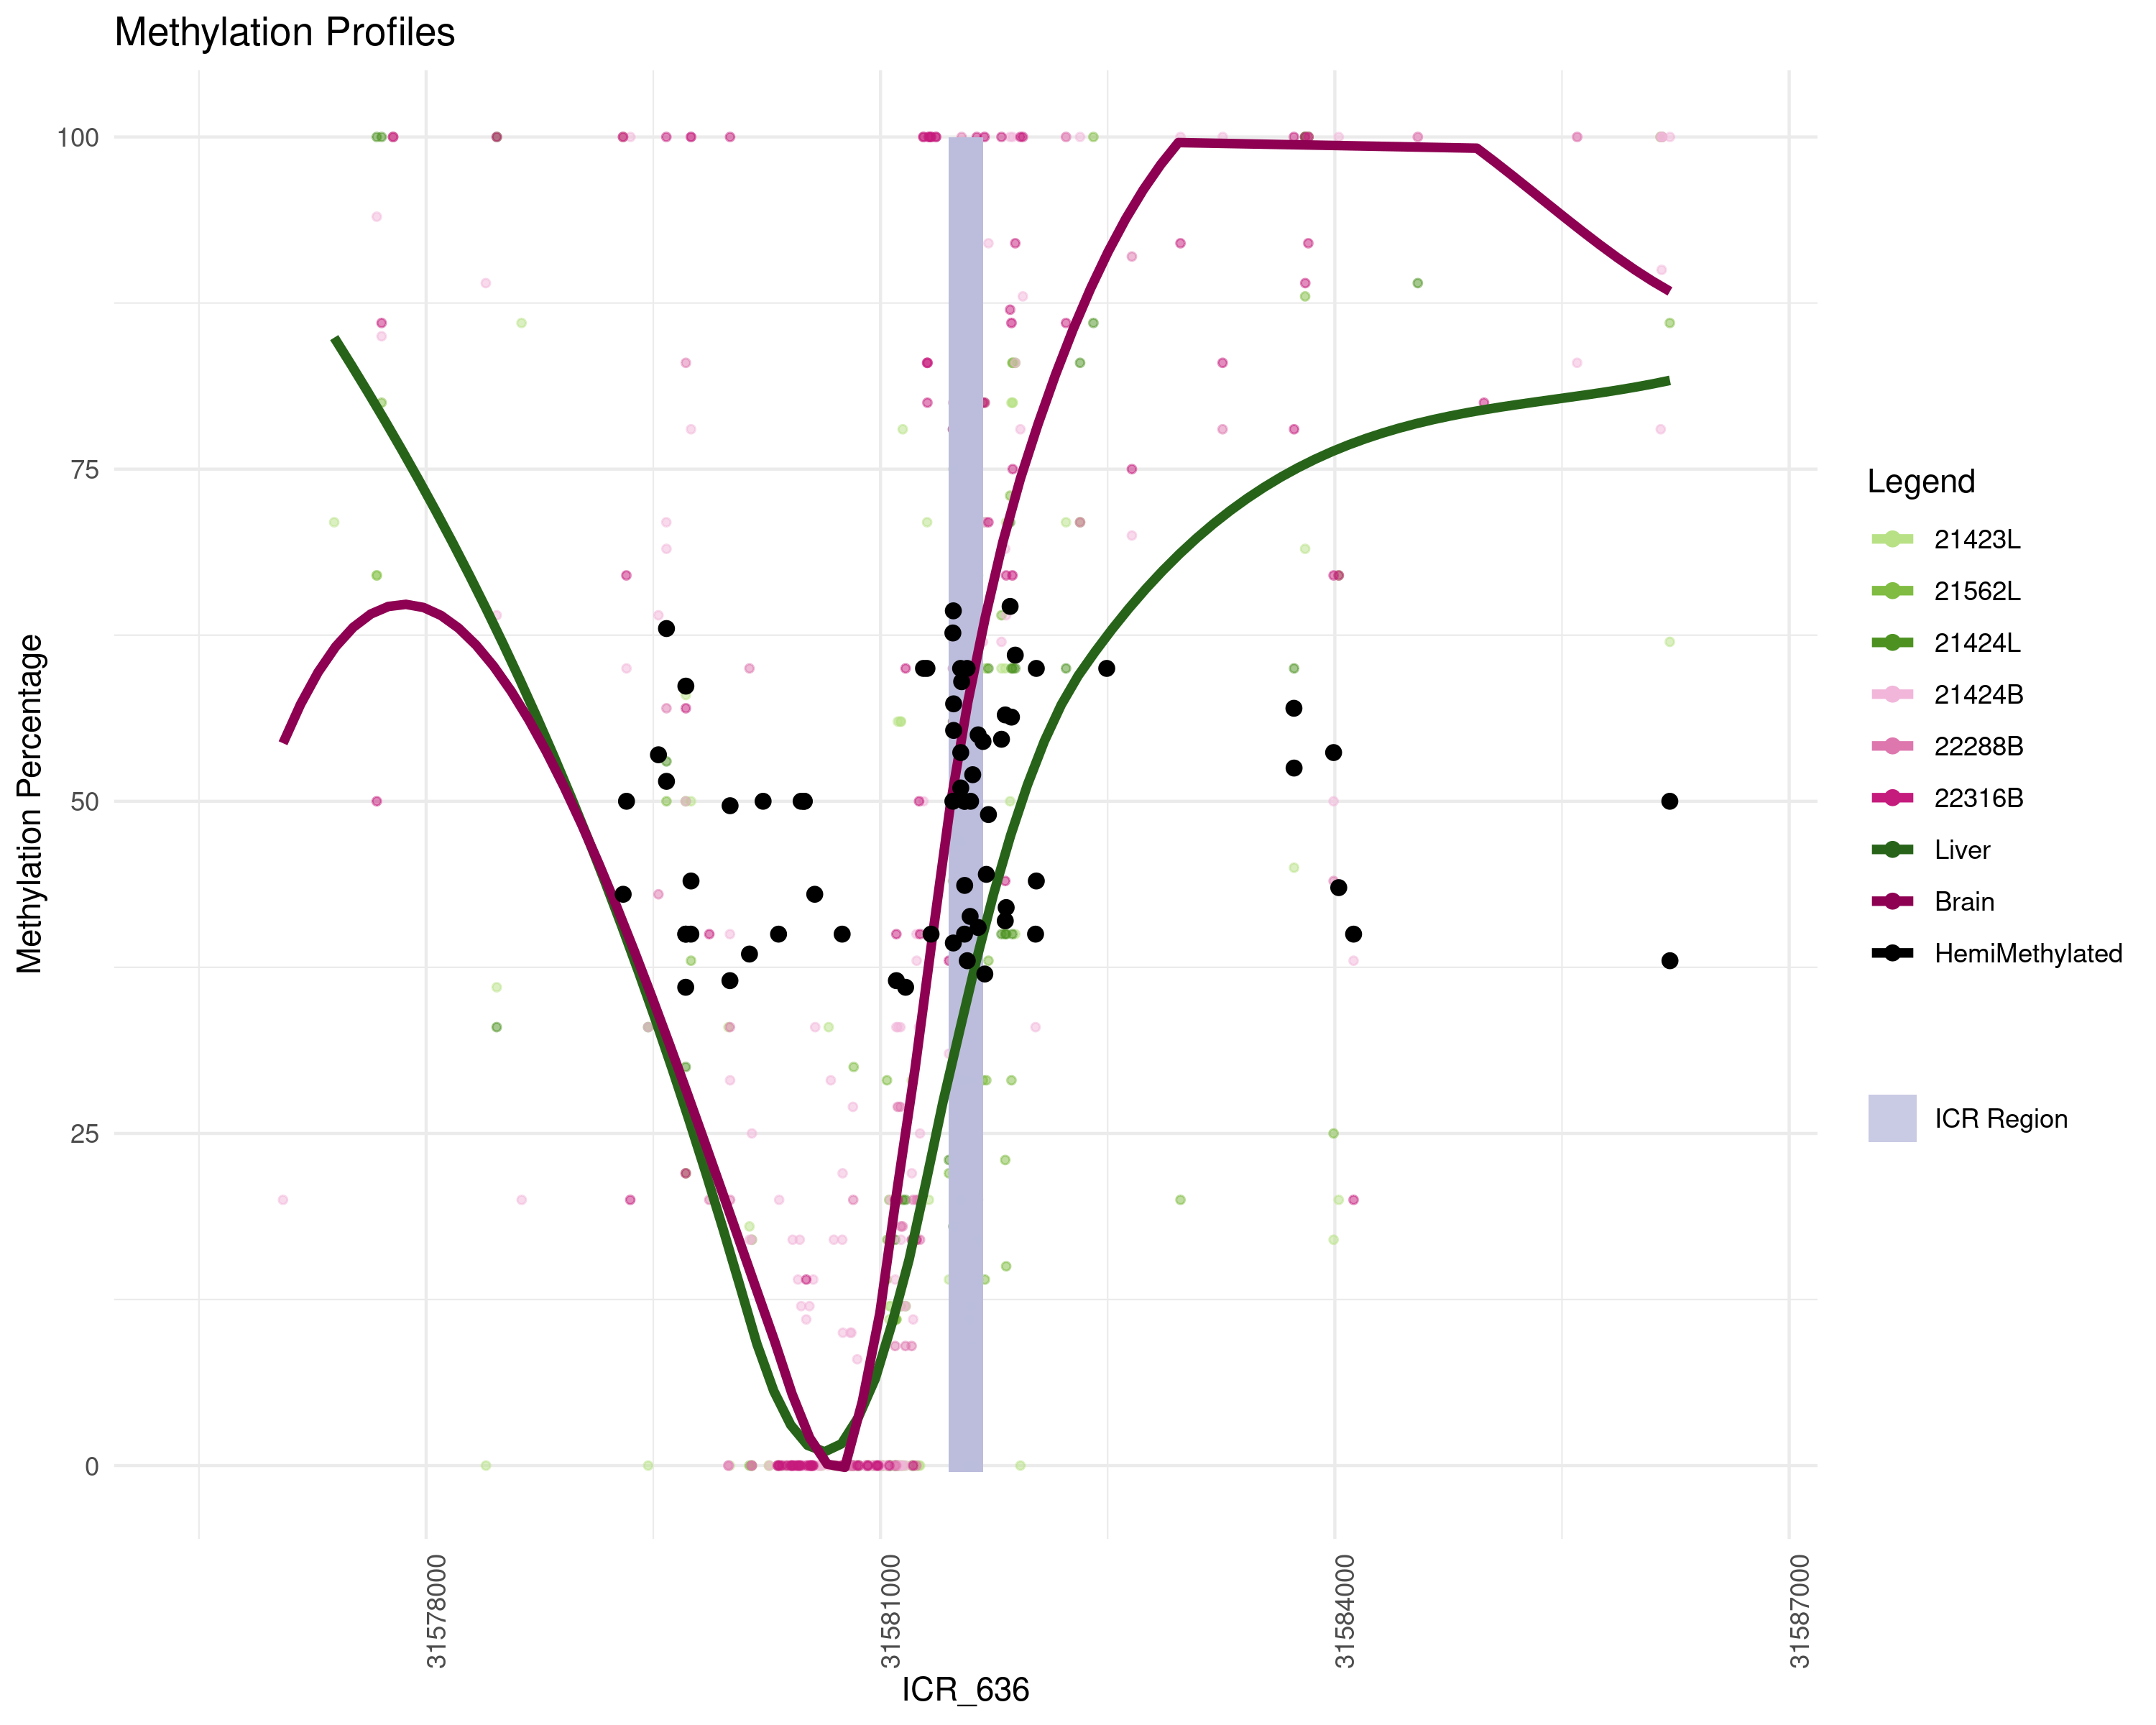 Methylation Profiles
Methylation Percentage
100
75
50
25
0
31578000
31581000
31584000
31587000
ICR_636
Legend
21423L
21562L
21424L
21424B
22288B
22316B
Liver
Brain
HemiMethylated
ICR Region